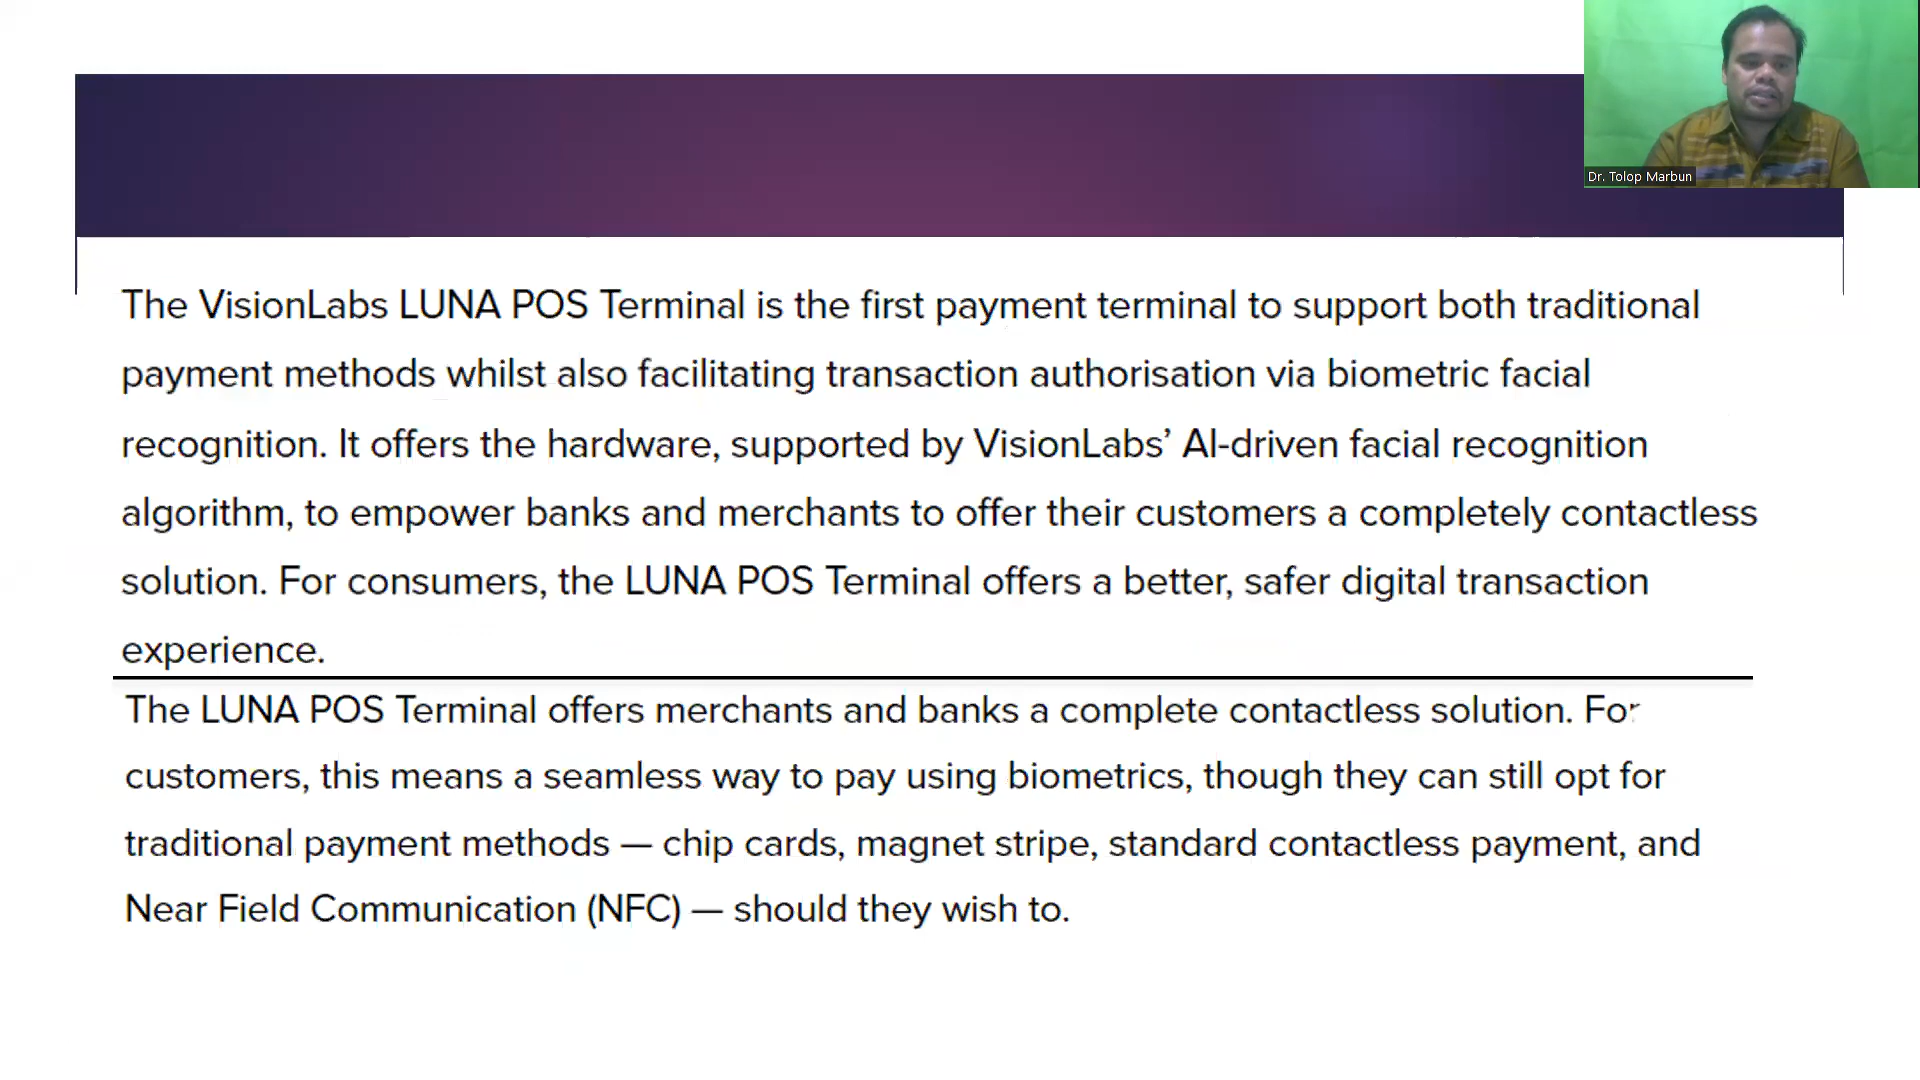 Dr. Tolop Marbun
The VisionLabs LUNA POS Terminal is the first payment terminal to support both traditional
payment methods whilst also facilitating transaction authorisation via biometric facial
recognition. It offers the hardware, supported by VisionLabs’ AI-driven facial recognition
algorithm, to empower banks and merchants to offer their customers a completely contactless
solution. For consumers, the LUNA POS Terminal offers a better, safer digital transaction
experience.
The LUNA POS Terminal offers merchants and banks a complete contactless solution. For
customers, this means a seamless way to pay using biometrics, though they can still opt for
traditional payment methods — chip cards, magnet stripe, standard contactless payment, and
Near Field Communication (NFC) — should they wish to.